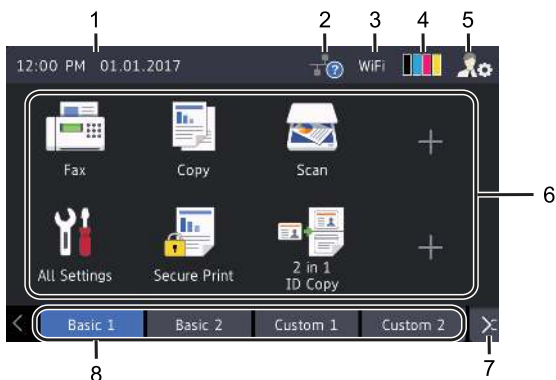 1 2 3 4 5
12:00 PM 01.01.2017 WiFi
Fax Copy Scan
6
All Settings Secure Print 2 in 1
ID Copy
Basic 1 Basic 2 Custom 1 Custom 2
8 7